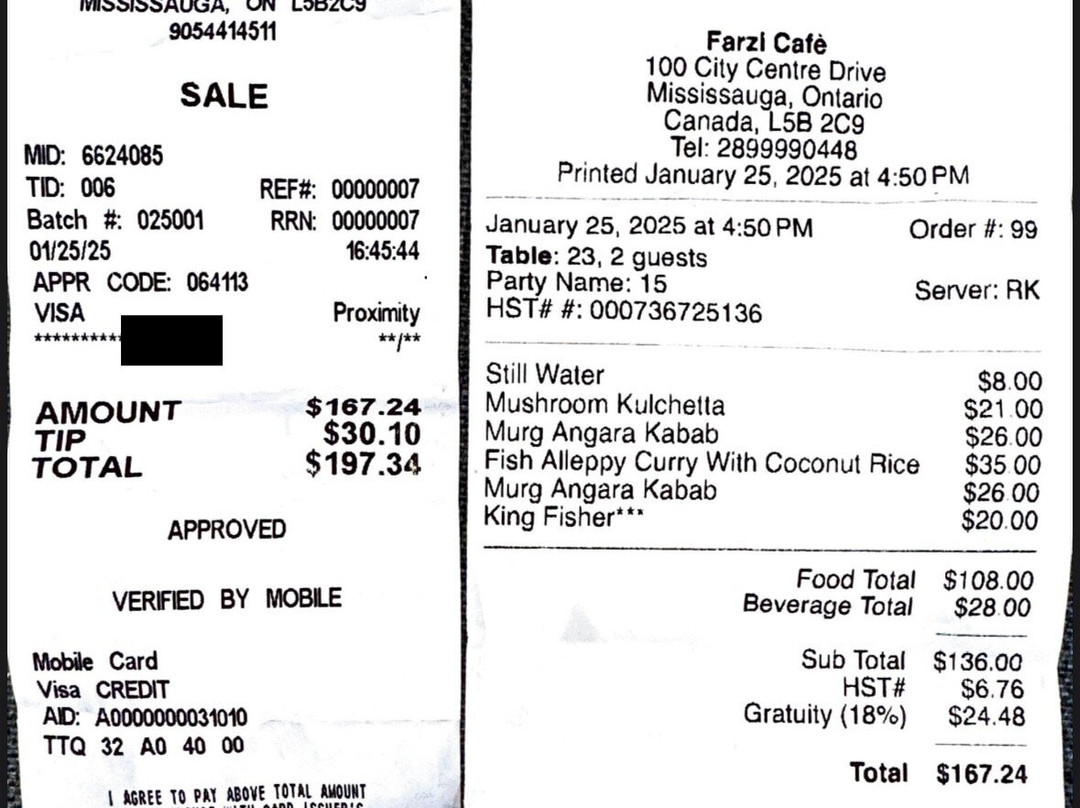 MISSISSAUGA, ON L5B2C9
9054414511
SALE
MID: 6624085
TID: 006 REF#: 00000007
Batch #: 025001 RRN: 00000007
01/25/25 16:45:44
APPR CODE: 064113
VISA Proximity
********* **/**
AMOUNT $167.24
TIP $30.10
TOTAL $197.34
APPROVED
VERIFIED BY MOBILE
Mobile Card
Visa CREDIT
AID: A0000000031010
TTQ 32 A0 40 00
I AGREE TO PAY ABOVE TOTAL AMOUNT
WITH CARD
Farzi Cafè
100 City Centre Drive
Mississauga, Ontario
Canada, L5B 2C9
Tel: 2899990448
Printed January 25, 2025 at 4:50 PM
January 25, 2025 at 4:50 PM Order #: 99
Table: 23, 2 guests
Party Name: 15 Server: RK
HST# #: 000736725136
Still Water $8.00
Mushroom Kulchetta $21.00
Murg Angara Kabab $26.00
Fish Alleppy Curry With Coconut Rice $35.00
Murg Angara Kabab $26.00
King Fisher*** $20.00
Food Total $108.00
Beverage Total $28.00
Sub Total $136.00
HST# $6.76
Gratuity (18%) $24.48
Total $167.24